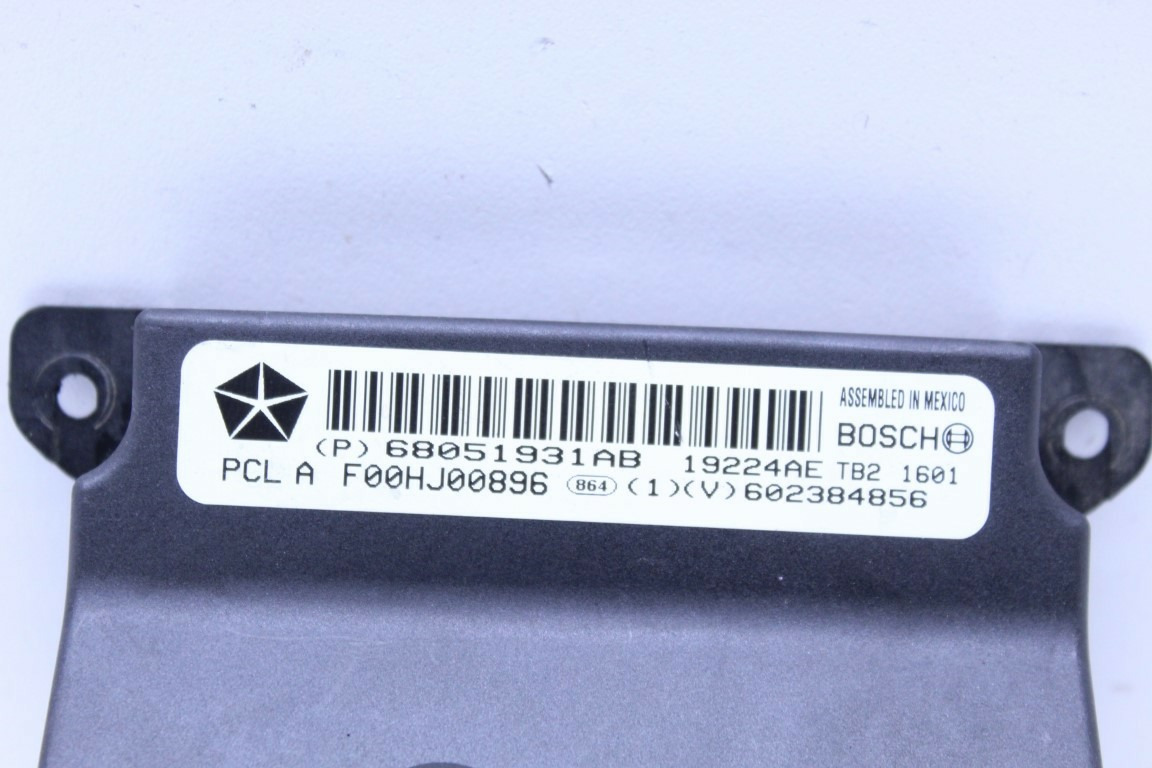 ASSEMBLED IN MEXICO
BOSCH
(P) 68051931AB 19224AE TB2 1601
PCL A F00HJ00896 864 (1)(V)602384856